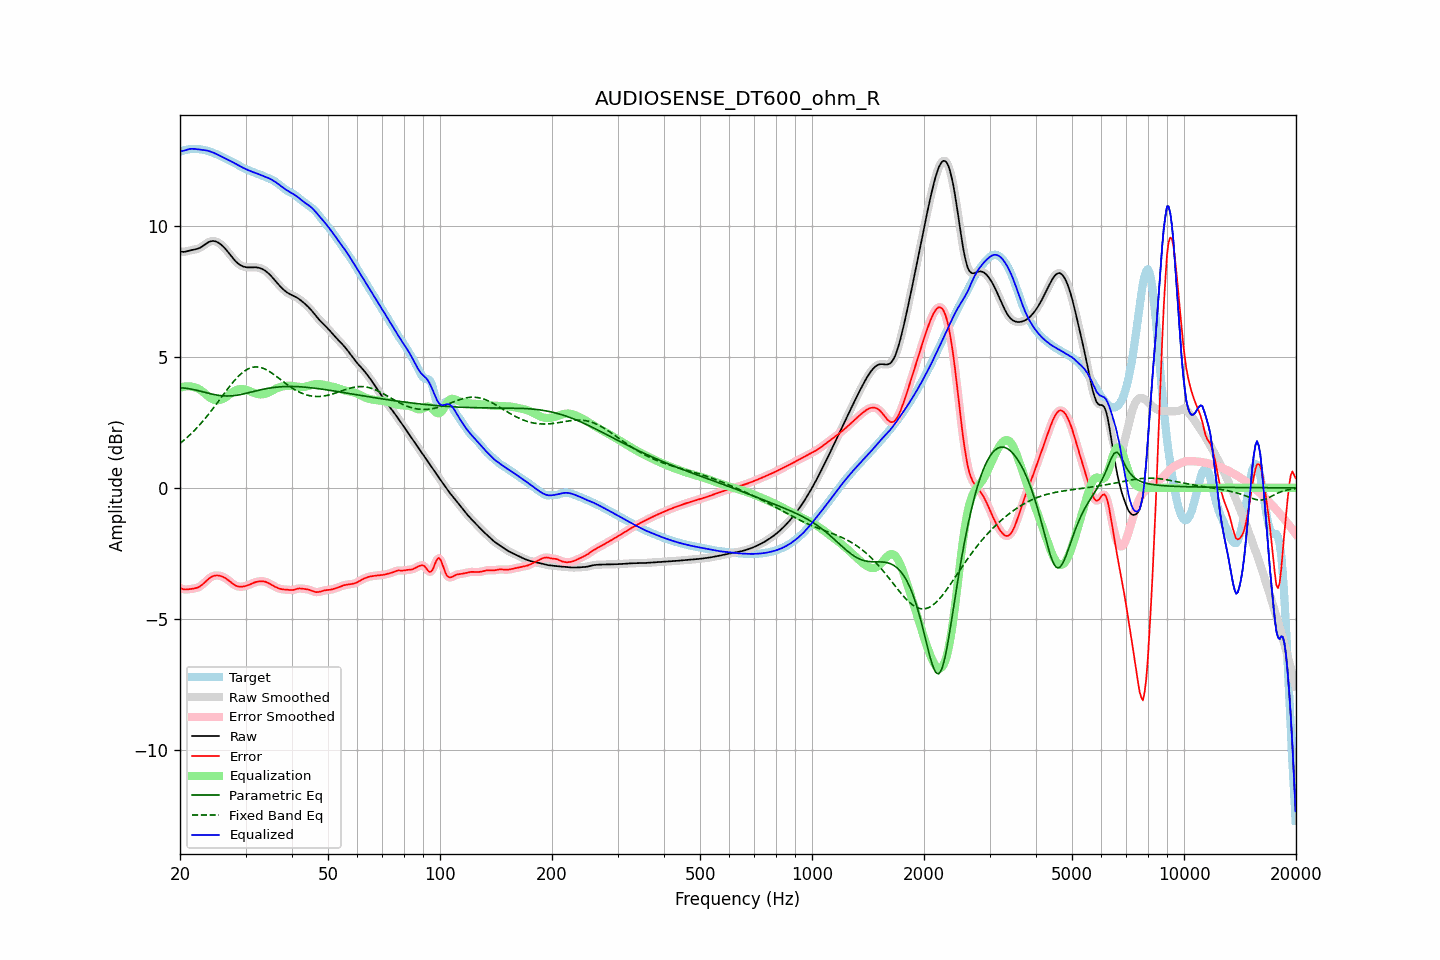 AUDIOSENSE_DT600_ohm_R
Amplitude (dBr)
10
5
0
−5
−10
Target
Raw Smoothed
Error Smoothed
Raw
Error
Equalization
Parametric Eq
Fixed Band Eq
Equalized
20 50 100 200 500 1000 2000 5000 10000 20000
Frequency (Hz)